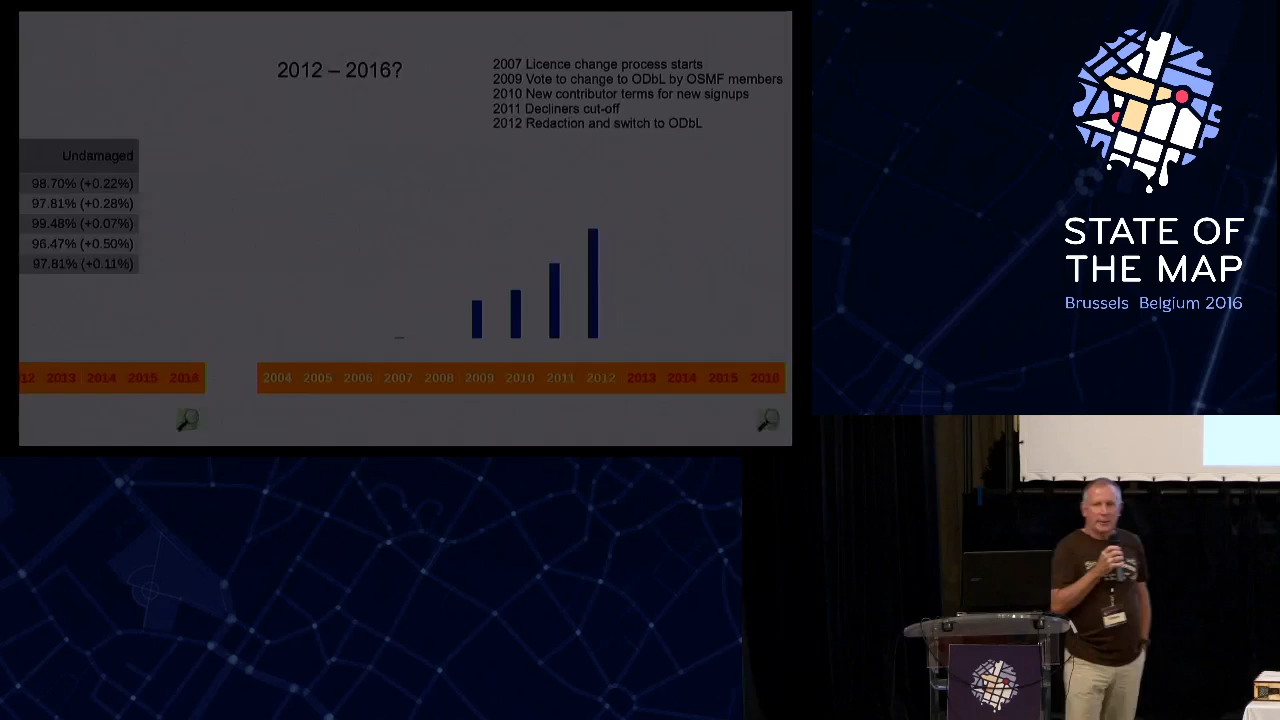 2012 – 2016?
2007 Licence change process starts
2009 Vote to change to ODbL by OSMF members
2010 New contributor terms for new signups
2011 Decliners cut-off
2012 Redaction and switch to ODbL
Undamaged
98.70% (+0.22%)
97.81% (+0.28%)
99.48% (+0.07%)
96.47% (+0.50%)
97.81% (+0.11%)
12 2013 2014 2015 2016
2004 2005 2006 2007 2008 2009 2010 2011 2012 2013 2014 2015 2016
STATE OF
THE MAP
Brussels Belgium 2016